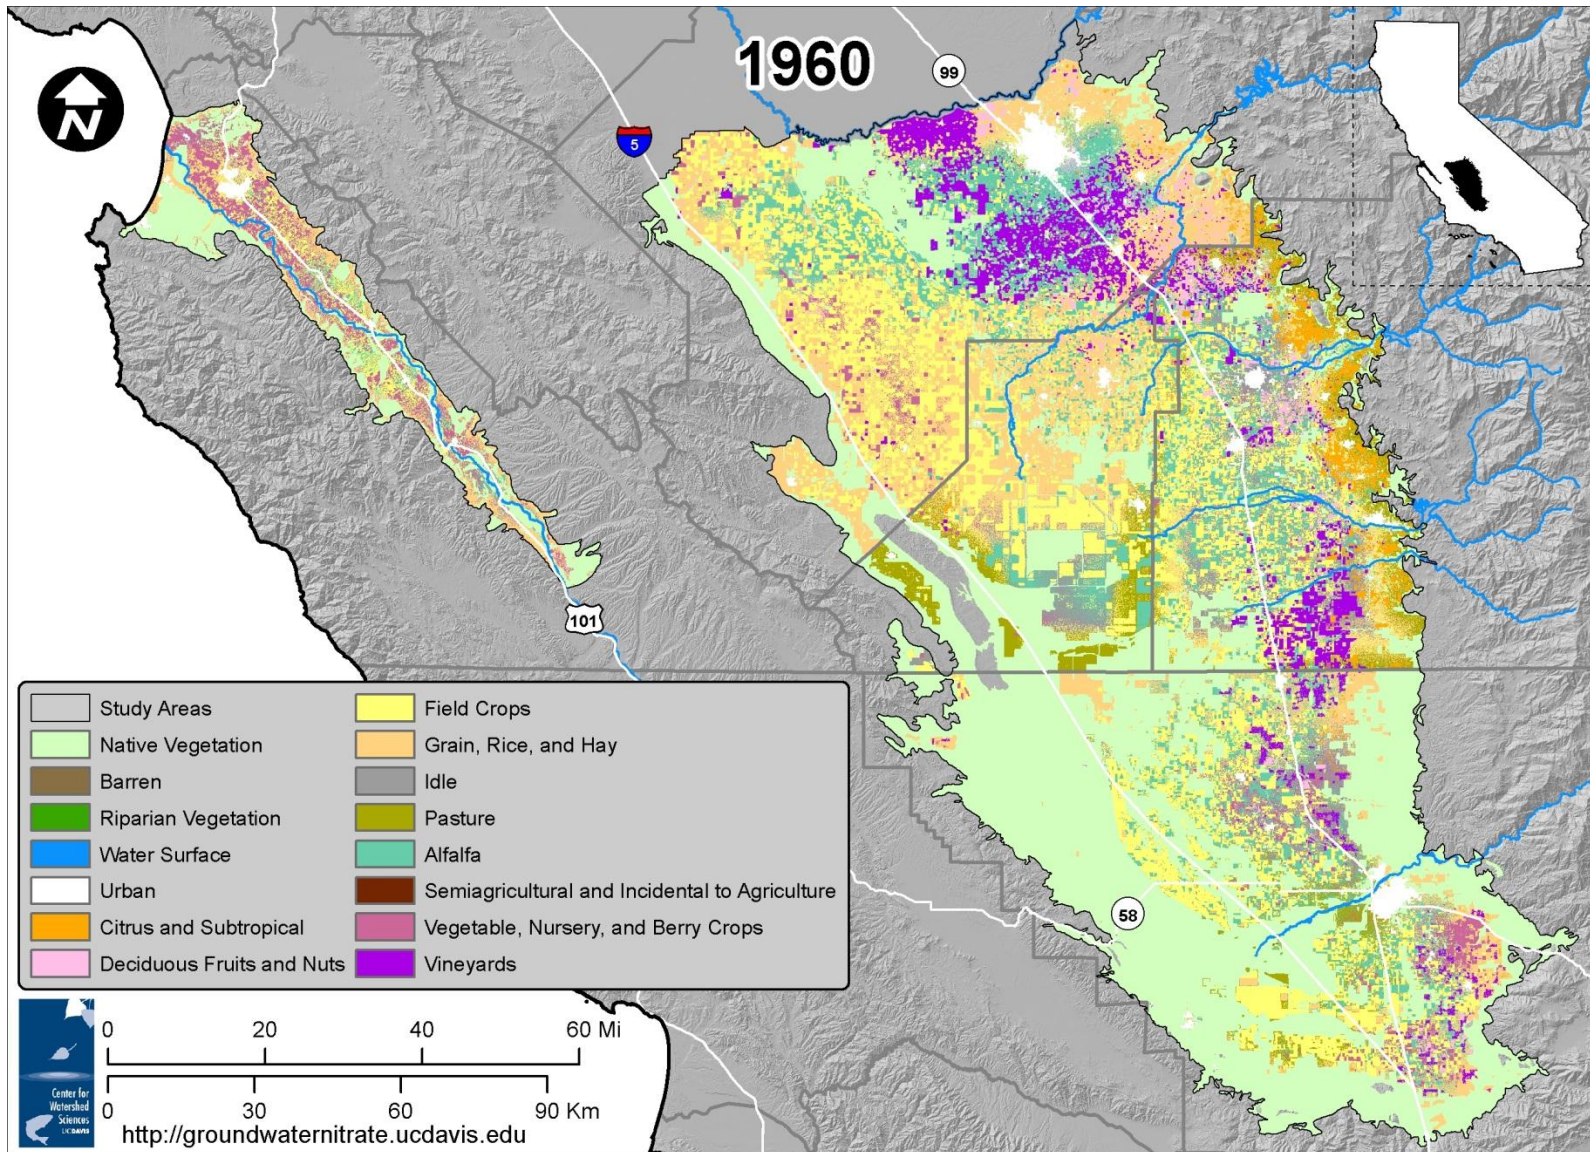 1960
N
99
5
101
58
Study Areas
Native Vegetation
Barren
Riparian Vegetation
Water Surface
Urban
Citrus and Subtropical
Deciduous Fruits and Nuts
Field Crops
Grain, Rice, and Hay
Idle
Pasture
Alfalfa
Semiagricultural and Incidental to Agriculture
Vegetable, Nursery, and Berry Crops
Vineyards
0 20 40 60 Mi
0 30 60 90 Km
Center for
Watershed
Sciences
UCDAVIS
http://groundwaternitrate.ucdavis.edu